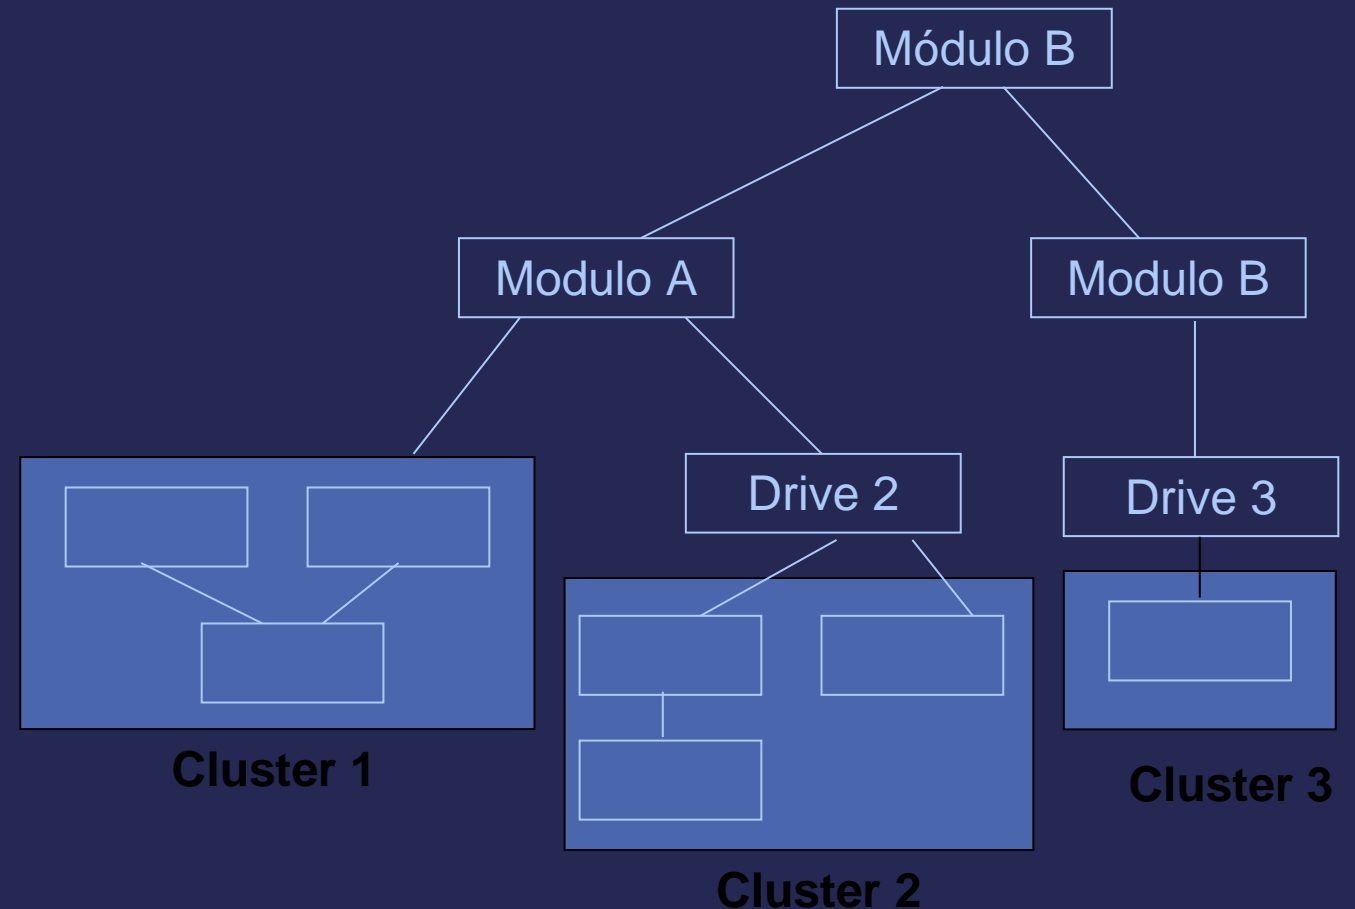 Módulo B
Modulo A
Modulo B
Drive 2
Drive 3
Cluster 1
Cluster 3
Cluster 2